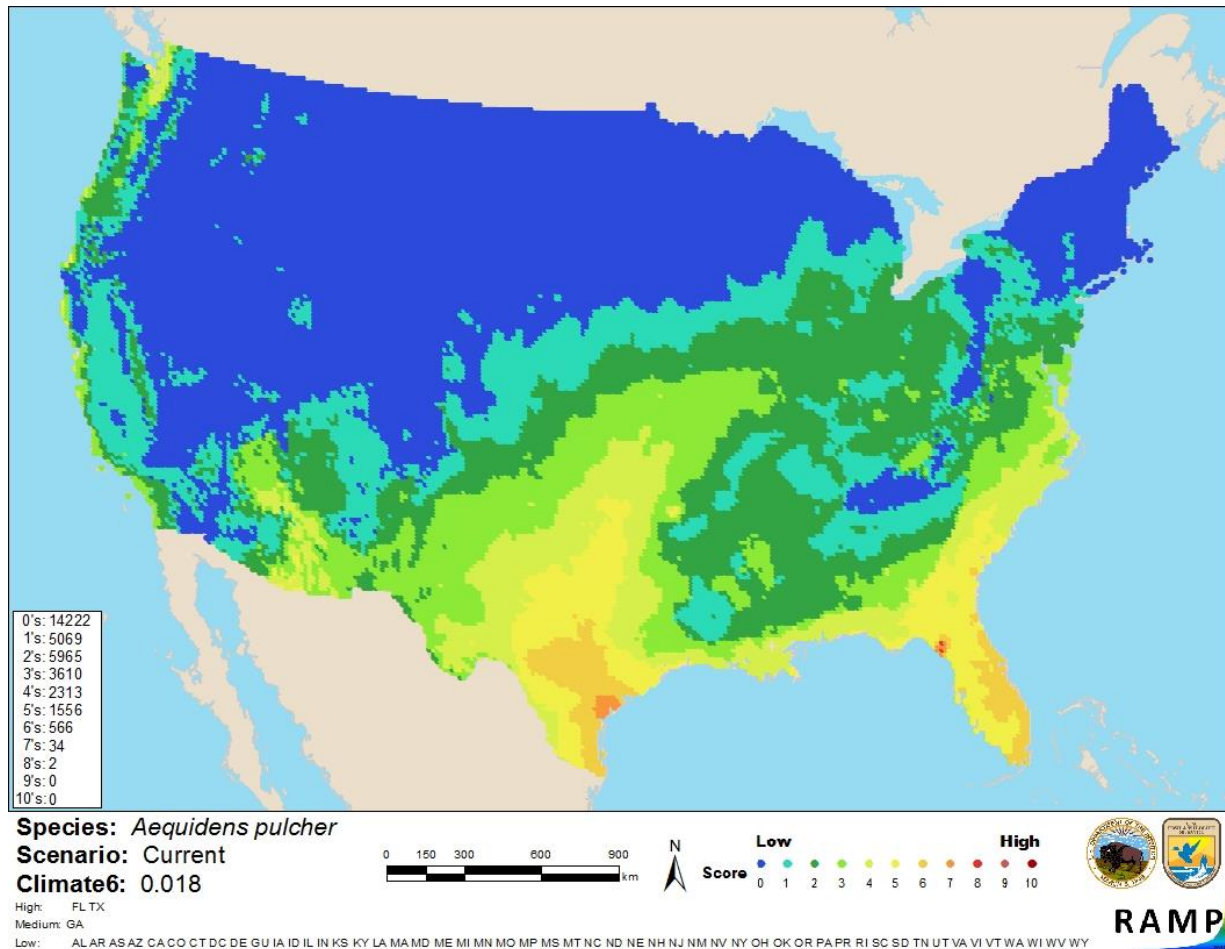 0's: 14222
1's: 5069
2's: 5965
3's: 3610
4's: 2313
5's: 1556
6's: 566
7's: 34
8's: 2
9's: 0
10's: 0
Species: Aequidens pulcher
Scenario: Current
Climate6: 0.018
High: FL TX
Medium: GA
Low: AL AR AS AZ CA CO CT DC DE GU IA ID IL IN KS KY LA MA MD ME MI MN MO MP MS MT NC ND NE NH NJ NM NV NY OH OK OR PA PR RI SC SD TN UT VA VI VT WA WI WV WY
0 150 300 600 900
km
N
Low High
Score 0 1 2 3 4 5 6 7 8 9 10
RAMP